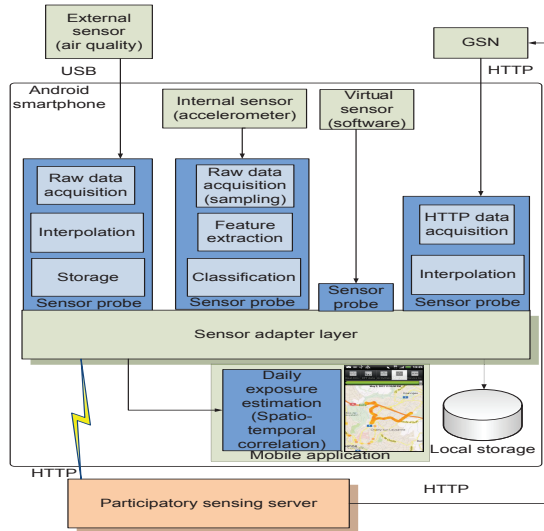 External
sensor
(air quality)
GSN
USB
HTTP
Android
smartphone
Internal sensor
(accelerometer)
Virtual
sensor
(software)
Raw data
acquisition
Interpolation
Storage
Sensor probe
Raw data
acquisition
(sampling)
Feature
extraction
Classification
Sensor probe
Sensor
probe
HTTP data
acquisition
Interpolation
Sensor probe
Sensor adapter layer
Daily
exposure
estimation
(Spatio-
temporal
correlation)
Mobile application
Local storage
HTTP
HTTP
Participatory sensing server